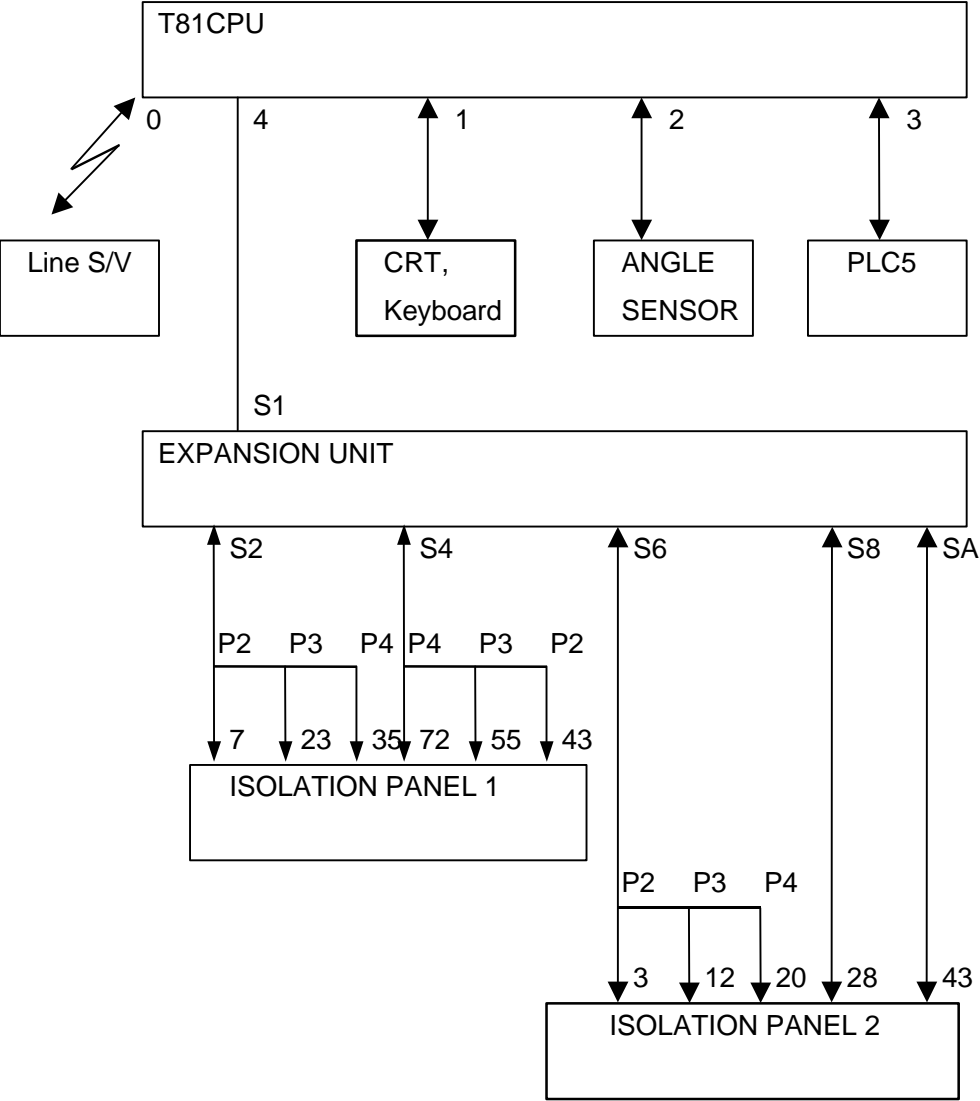 T81CPU
0
4
1
2
3
Line S/V
CRT,
Keyboard
ANGLE
SENSOR
PLC5
S1
EXPANSION UNIT
S2
S4
S6
S8
SA
P2
P3
P4
P4
P3
P2
7
23
35
72
55
43
ISOLATION PANEL 1
P2
P3
P4
3
12
20
28
43
ISOLATION PANEL 2